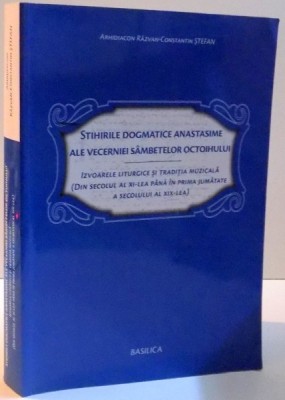 Arhidiacon Răzvan-Constantin ȘTEFAN
STIHIRILE DOGMATICE ANASTASIME
ALE VECERNIEI SÂMBETELOR OCTOIHULUI
IZVOARELE LITURGICE ȘI TRADIȚIA MUZICALĂ
(DIN SECOLUL AL XI-LEA PÂNĂ ÎN PRIMA JUMĂTATE
A SECOLULUI AL XIX-LEA)
BASILICA